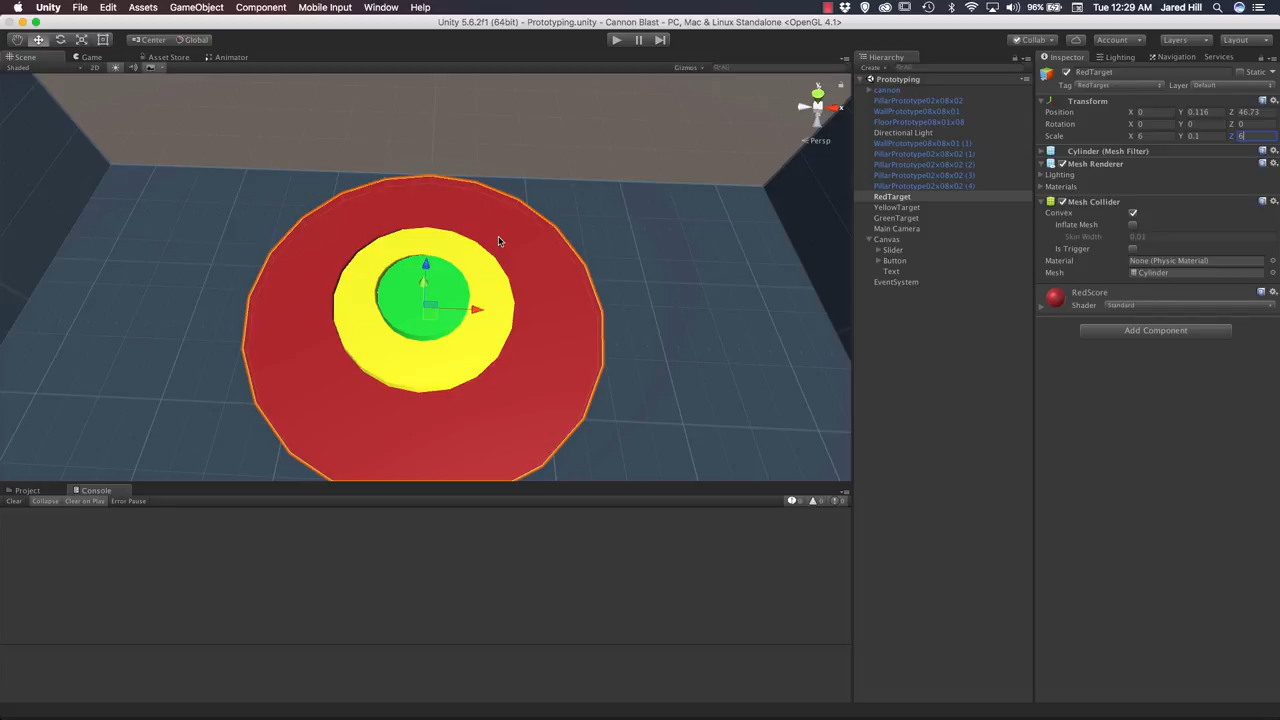 Unity File Edit Assets GameObject Component Mobile Input Window Help 96% Tue 12:29 AM Jared Hill
Unity 5.6.2f1 (64bit) - Prototyping.unity - Cannon Blast - PC, Mac & Linux Standalone <OpenGL 4.1>
Center Global Collab Account Layers Layout
Scene Game Asset Store Animator
Shaded 2D Gizmos All
y
x
Persp
Hierarchy
Create All
Prototyping
cannon
PillarPrototype02x08x02
WallPrototype08x08x01
FloorPrototype08x01x08
Directional Light
WallPrototype08x08x01 (1)
PillarPrototype02x08x02 (1)
PillarPrototype02x08x02 (2)
PillarPrototype02x08x02 (3)
PillarPrototype02x08x02 (4)
RedTarget
YellowTarget
GreenTarget
Main Camera
Canvas
Slider
Button
Text
EventSystem
Inspector Lighting Navigation Services
RedTarget Static
Tag RedTarget Layer Default
Transform
Position X 0 Y 0.116 Z 46.73
Rotation X 0 Y 0 Z 0
Scale X 6 Y 0.1 Z 6
Cylinder (Mesh Filter)
Mesh Renderer
Lighting
Materials
Mesh Collider
Convex
Inflate Mesh
Skin Width 0.01
Is Trigger
Material None (Physic Material)
Mesh Cylinder
RedScore
Shader Standard
Add Component
Project Console
Clear Collapse Clear on Play Error Pause 0 0 0